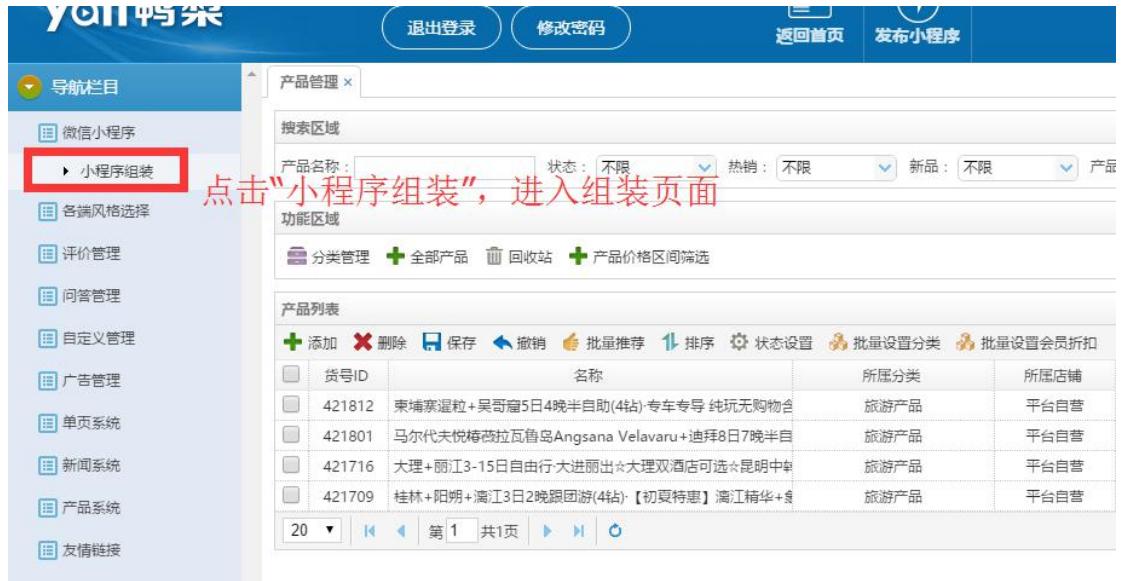 yan鸭梨
退出登录 修改密码 返回首页 发布小程序
导航栏目
微信小程序
小程序组装
各端风格选择
评价管理
问答管理
自定义管理
广告管理
单页系统
新闻系统
产品系统
友情链接
产品管理 ×
搜索区域
产品名称： 状态： 不限 热销： 不限 新品： 不限 产品
点击“小程序组装”，进入组装页面
功能区域
分类管理 全部产品 回收站 产品价格区间筛选
产品列表
添加 删除 保存 撤销 批量推荐 排序 状态设置 批量设置分类 批量设置会员折扣
货号ID 名称 所属分类 所属店铺
421812 柬埔寨暹粒+吴哥窟5日4晚半自助(4钻)·专车专导 纯玩无购物含 旅游产品 平台自营
421801 马尔代夫悦椿薇拉瓦鲁岛Angsana Velavaru+迪拜8日7晚半自 旅游产品 平台自营
421716 大理+丽江3-15日自由行·大进丽出☆大理双酒店可选☆昆明中转 旅游产品 平台自营
421709 桂林+阳朔+漓江3日2晚跟团游(4钻)·【初夏特惠】漓江精华+ 旅游产品 平台自营
20 第 1 共1页